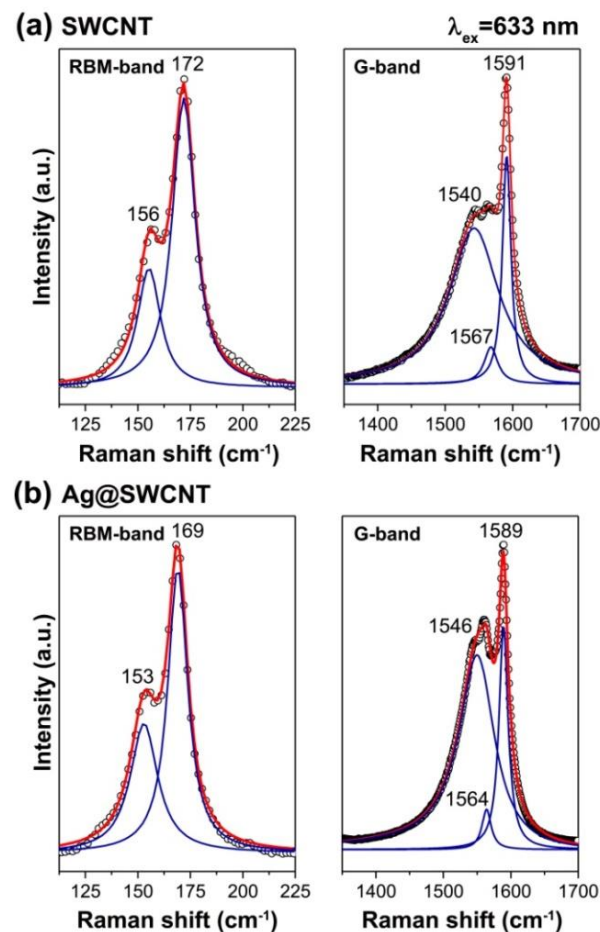 (a) SWCNT
λex=633 nm
RBM-band
172
156
Intensity (a.u.)
125 150 175 200 225
Raman shift (cm⁻¹)
G-band
1591
1540
1567
1400 1500 1600 1700
Raman shift (cm⁻¹)
(b) Ag@SWCNT
RBM-band
169
153
Intensity (a.u.)
125 150 175 200 225
Raman shift (cm⁻¹)
G-band
1589
1546
1564
1400 1500 1600 1700
Raman shift (cm⁻¹)